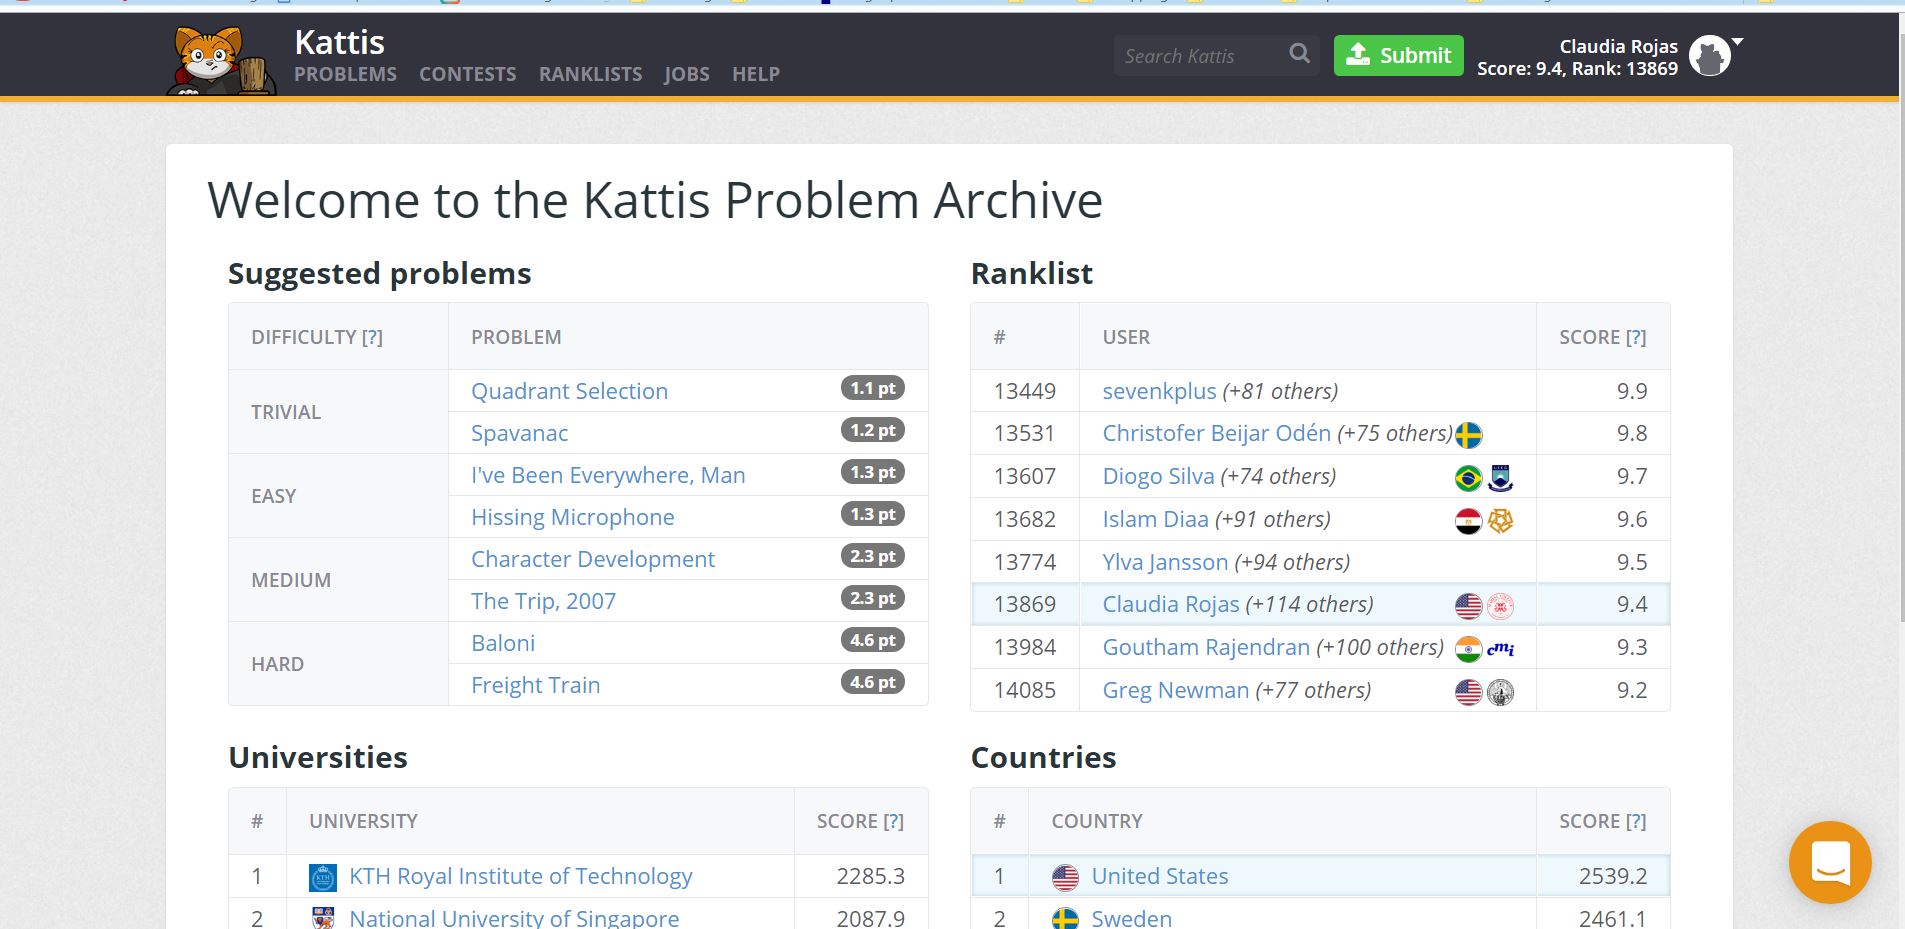 Kattis
PROBLEMS CONTESTS RANKLISTS JOBS HELP
Search Kattis
Submit
Claudia Rojas
Score: 9.4, Rank: 13869
Welcome to the Kattis Problem Archive
Suggested problems
DIFFICULTY [?] PROBLEM
TRIVIAL
Quadrant Selection 1.1 pt
Spavanac 1.2 pt
EASY
I've Been Everywhere, Man 1.3 pt
Hissing Microphone 1.3 pt
MEDIUM
Character Development 2.3 pt
The Trip, 2007 2.3 pt
HARD
Baloni 4.6 pt
Freight Train 4.6 pt
Ranklist
# USER SCORE [?]
13449 sevenkplus (+81 others) 9.9
13531 Christofer Beijar Odén (+75 others) 9.8
13607 Diogo Silva (+74 others) 9.7
13682 Islam Diaa (+91 others) 9.6
13774 Ylva Jansson (+94 others) 9.5
13869 Claudia Rojas (+114 others) 9.4
13984 Goutham Rajendran (+100 others) cmi 9.3
14085 Greg Newman (+77 others) 9.2
Universities
# UNIVERSITY SCORE [?]
1 KTH Royal Institute of Technology 2285.3
2 National University of Singapore 2087.9
Countries
# COUNTRY SCORE [?]
1 United States 2539.2
2 Sweden 2461.1